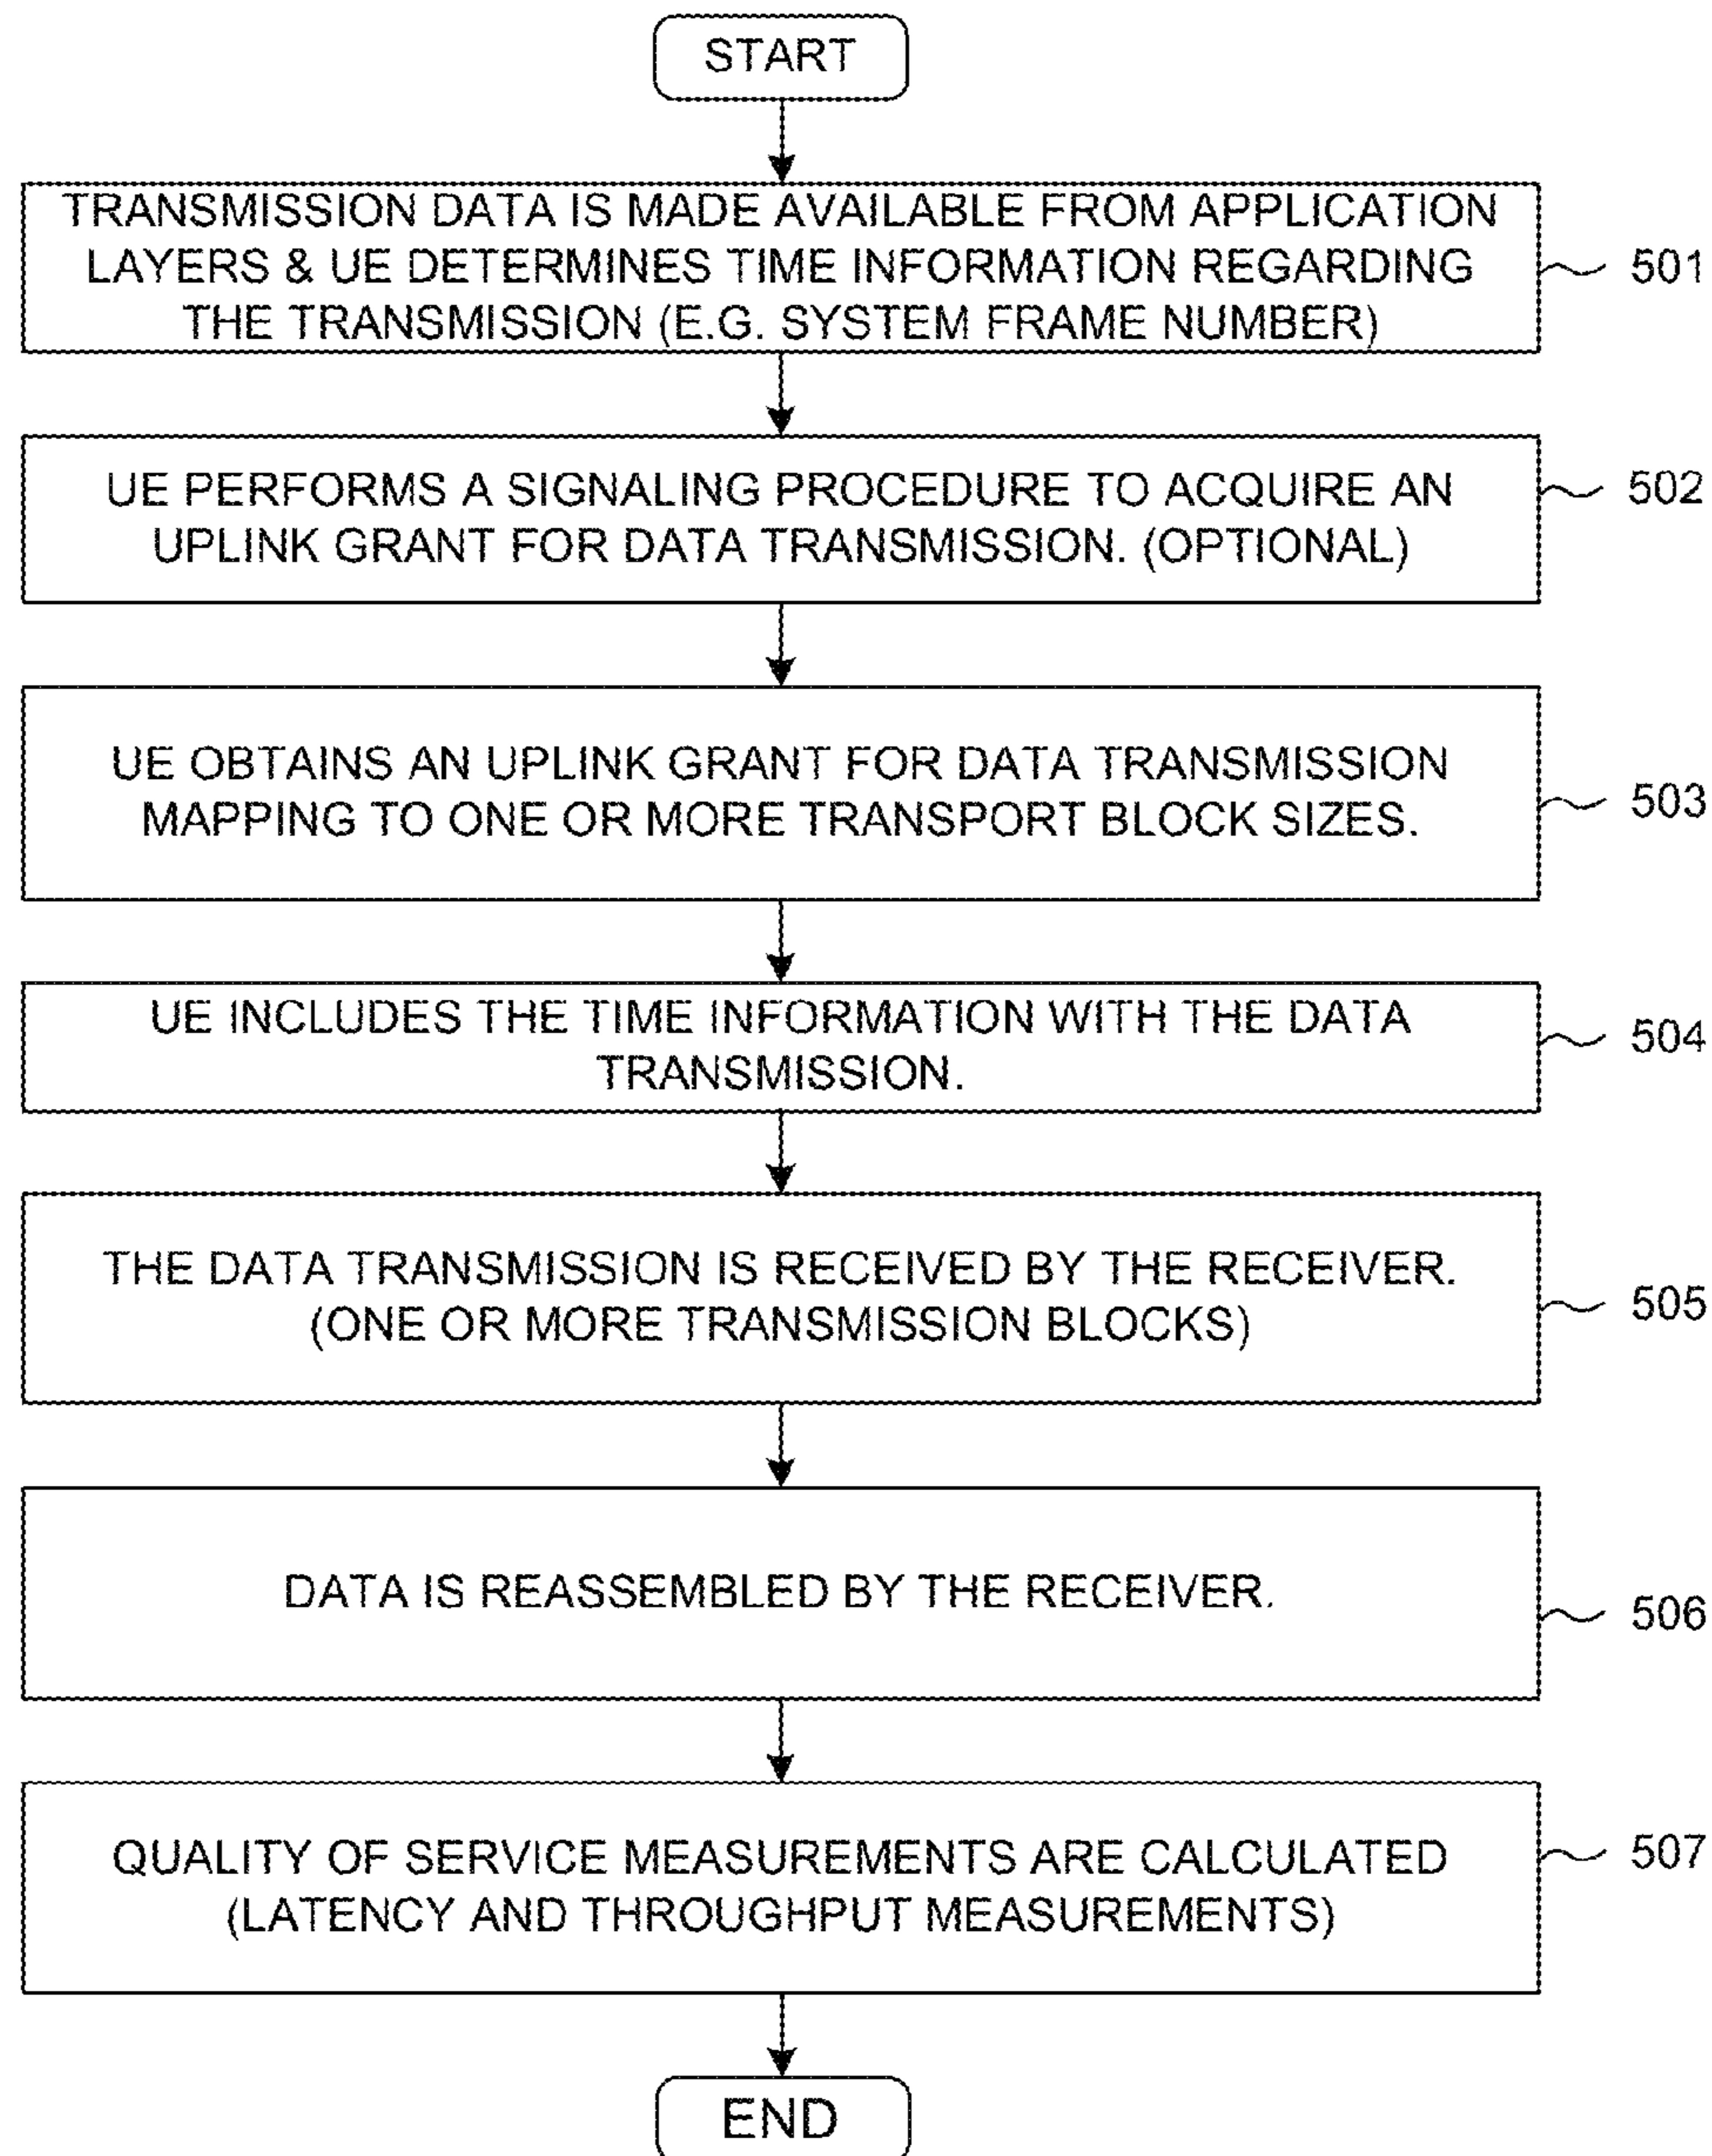 START
TRANSMISSION DATA IS MADE AVAILABLE FROM APPLICATION
LAYERS & UE DETERMINES TIME INFORMATION REGARDING
THE TRANSMISSION (E.G. SYSTEM FRAME NUMBER)
501
UE PERFORMS A SIGNALING PROCEDURE TO ACQUIRE AN
UPLINK GRANT FOR DATA TRANSMISSION. (OPTIONAL)
502
UE OBTAINS AN UPLINK GRANT FOR DATA TRANSMISSION
MAPPING TO ONE OR MORE TRANSPORT BLOCK SIZES.
503
UE INCLUDES THE TIME INFORMATION WITH THE DATA
TRANSMISSION.
504
THE DATA TRANSMISSION IS RECEIVED BY THE RECEIVER.
(ONE OR MORE TRANSMISSION BLOCKS)
505
DATA IS REASSEMBLED BY THE RECEIVER.
506
QUALITY OF SERVICE MEASUREMENTS ARE CALCULATED
(LATENCY AND THROUGHPUT MEASUREMENTS)
507
END